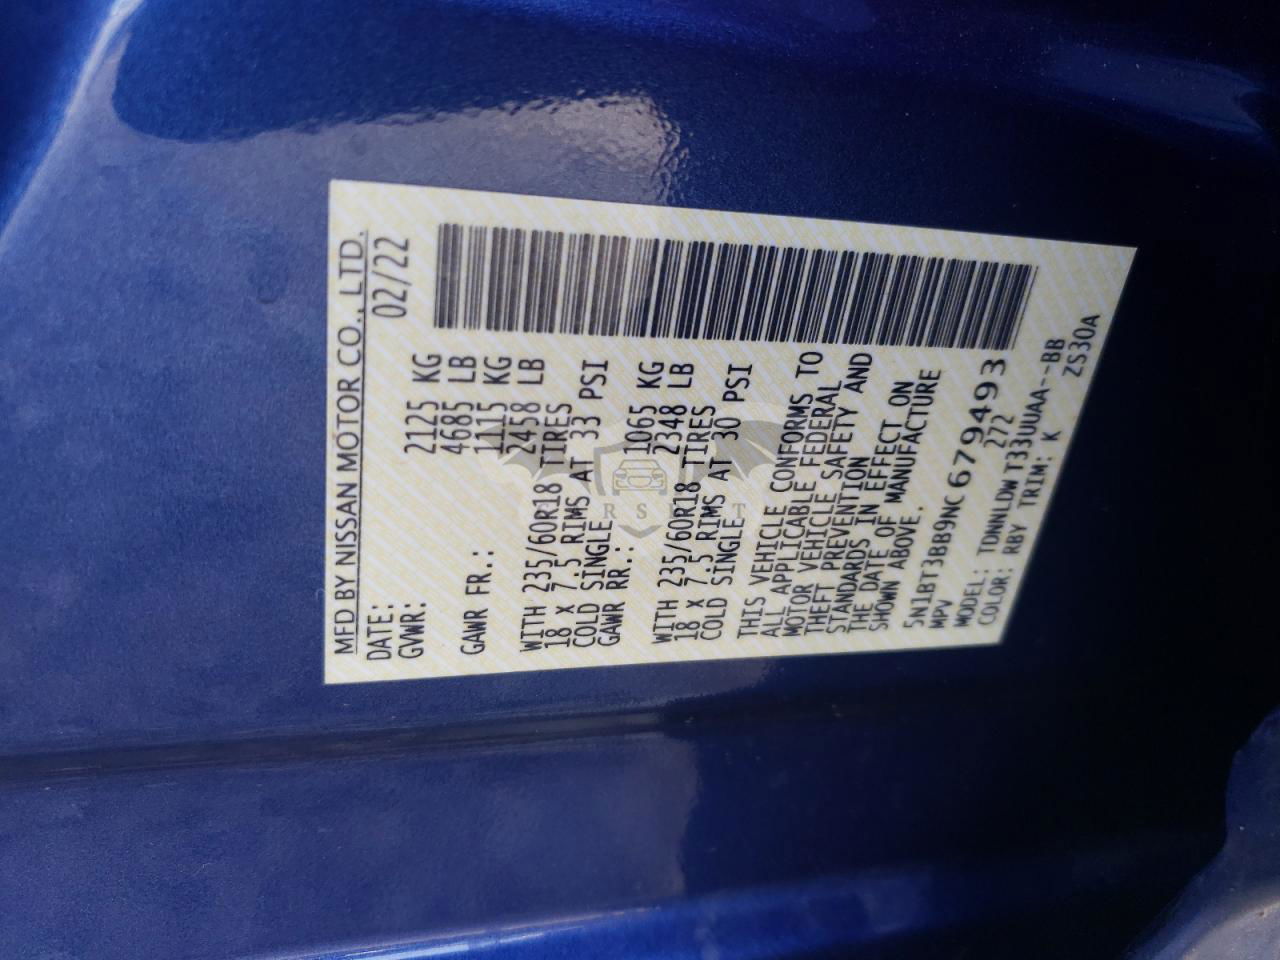 MFD BY NISSAN MOTOR CO., LTD.
DATE: 02/22
GVWR: 2125 KG
4685 LB
GAWR FR.: 1115 KG
2458 LB
WITH 235/60R18 TIRES
18 X 7.5 RIMS AT 33 PSI
COLD SINGLE
GAWR RR.: 1065 KG
2348 LB
WITH 235/60R18 TIRES
18 X 7.5 RIMS AT 30 PSI
COLD SINGLE
THIS VEHICLE CONFORMS TO
ALL APPLICABLE FEDERAL
MOTOR VEHICLE SAFETY AND
THEFT PREVENTION
STANDARDS IN EFFECT ON
THE DATE OF MANUFACTURE
SHOWN ABOVE.
5N1BT3BB9NC679493
MPV 272
MODEL: TDNNLDWT33UUAA--BB
COLOR: RBY TRIM: K ZS30A